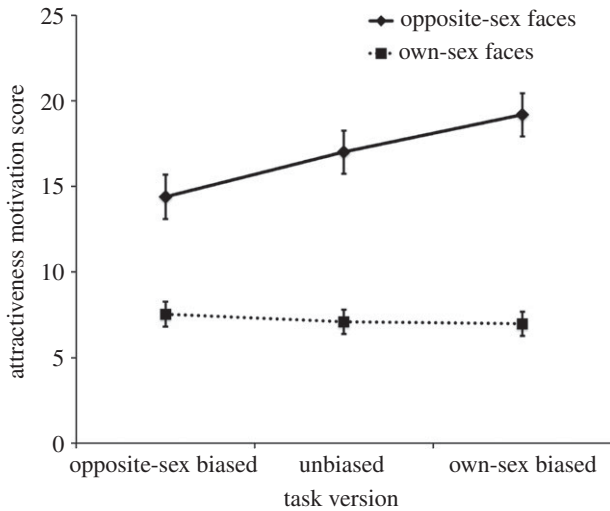 25
20
15
10
5
0
attractiveness motivation score
opposite-sex faces
own-sex faces
opposite-sex biased unbiased own-sex biased
task version